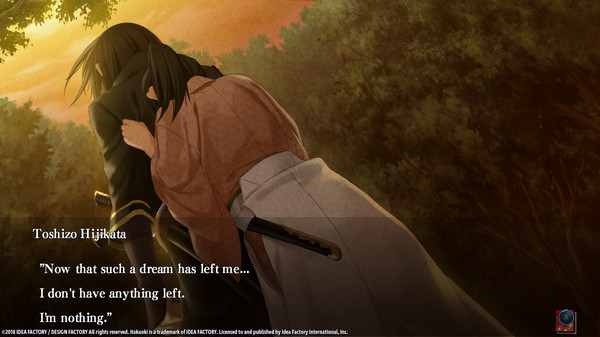 Toshizo Hijikata
"Now that such a dream has left me...
I don't have anything left.
I'm nothing."
©2018 IDEA FACTORY / DESIGN FACTORY All rights reserved. Hakuoki is a trademark of IDEA FACTORY. Licensed to and published by Idea Factory International, Inc.